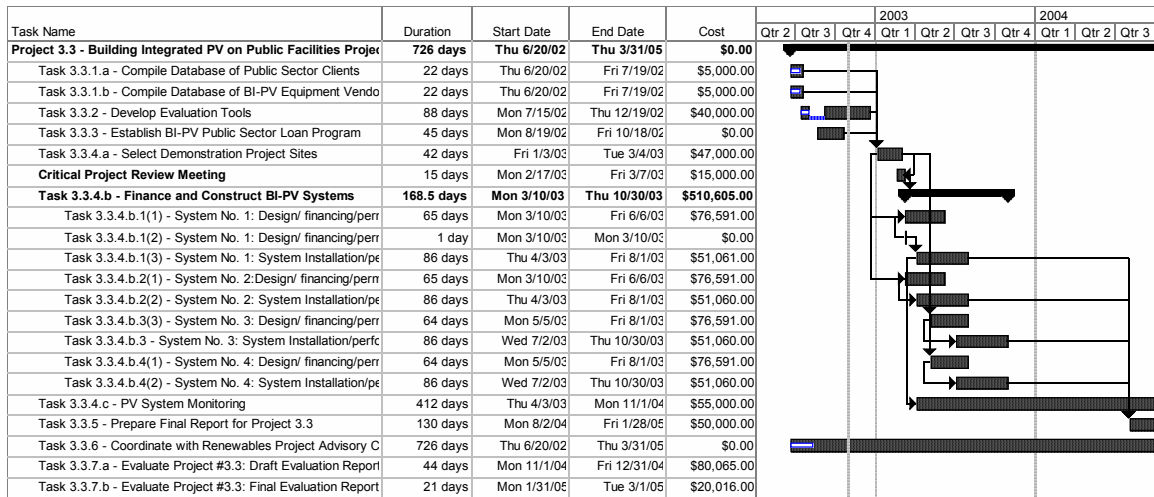 2003 2004
Task Name Duration Start Date End Date Cost Qtr 2 Qtr 3 Qtr 4 Qtr 1 Qtr 2 Qtr 3 Qtr 4 Qtr 1 Qtr 2 Qtr 3
Project 3.3 - Building Integrated PV on Public Facilities Projec 726 days Thu 6/20/02 Thu 3/31/05 $0.00
Task 3.3.1.a - Compile Database of Public Sector Clients 22 days Thu 6/20/02 Fri 7/19/02 $5,000.00
Task 3.3.1.b - Compile Database of BI-PV Equipment Vendo 22 days Thu 6/20/02 Fri 7/19/02 $5,000.00
Task 3.3.2 - Develop Evaluation Tools 88 days Mon 7/15/02 Thu 12/19/02 $40,000.00
Task 3.3.3 - Establish BI-PV Public Sector Loan Program 45 days Mon 8/19/02 Fri 10/18/02 $0.00
Task 3.3.4.a - Select Demonstration Project Sites 42 days Fri 1/3/03 Tue 3/4/03 $47,000.00
Critical Project Review Meeting 15 days Mon 2/17/03 Fri 3/7/03 $15,000.00
Task 3.3.4.b - Finance and Construct BI-PV Systems 168.5 days Mon 3/10/03 Thu 10/30/03 $510,605.00
Task 3.3.4.b.1(1) - System No. 1: Design/ financing/perr 65 days Mon 3/10/03 Fri 6/6/03 $76,591.00
Task 3.3.4.b.1(2) - System No. 1: Design/ financing/perr 1 day Mon 3/10/03 Mon 3/10/03 $0.00
Task 3.3.4.b.1(3) - System No. 1: System Installation/pe 86 days Thu 4/3/03 Fri 8/1/03 $51,061.00
Task 3.3.4.b.2(1) - System No. 2:Design/ financing/perr 65 days Mon 3/10/03 Fri 6/6/03 $76,591.00
Task 3.3.4.b.2(2) - System No. 2: System Installation/pe 86 days Thu 4/3/03 Fri 8/1/03 $51,060.00
Task 3.3.4.b.3(3) - System No. 3: Design/ financing/perr 64 days Mon 5/5/03 Fri 8/1/03 $76,591.00
Task 3.3.4.b.3 - System No. 3: System Installation/perfc 86 days Wed 7/2/03 Thu 10/30/03 $51,060.00
Task 3.3.4.b.4(1) - System No. 4: Design/ financing/perr 64 days Mon 5/5/03 Fri 8/1/03 $76,591.00
Task 3.3.4.b.4(2) - System No. 4: System Installation/pe 86 days Wed 7/2/03 Thu 10/30/03 $51,060.00
Task 3.3.4.c - PV System Monitoring 412 days Thu 4/3/03 Mon 11/1/04 $55,000.00
Task 3.3.5 - Prepare Final Report for Project 3.3 130 days Mon 8/2/04 Fri 1/28/05 $50,000.00
Task 3.3.6 - Coordinate with Renewables Project Advisory C 726 days Thu 6/20/02 Thu 3/31/05 $0.00
Task 3.3.7.a - Evaluate Project #3.3: Draft Evaluation Report 44 days Mon 11/1/04 Fri 12/31/04 $80,065.00
Task 3.3.7.b - Evaluate Project #3.3: Final Evaluation Report 21 days Mon 1/31/05 Tue 3/1/05 $20,016.00